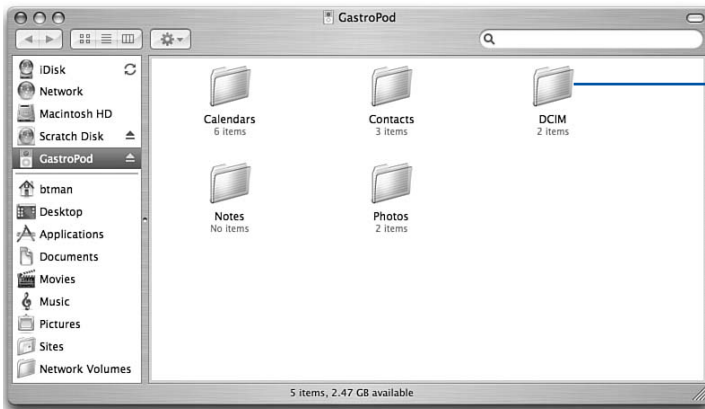 GastroPod
iDisk
Network
Macintosh HD
Scratch Disk
GastroPod
btman
Desktop
Applications
Documents
Movies
Music
Pictures
Sites
Network Volumes
Calendars
6 items
Contacts
3 items
DCIM
2 items
Notes
No items
Photos
2 items
5 items, 2.47 GB available